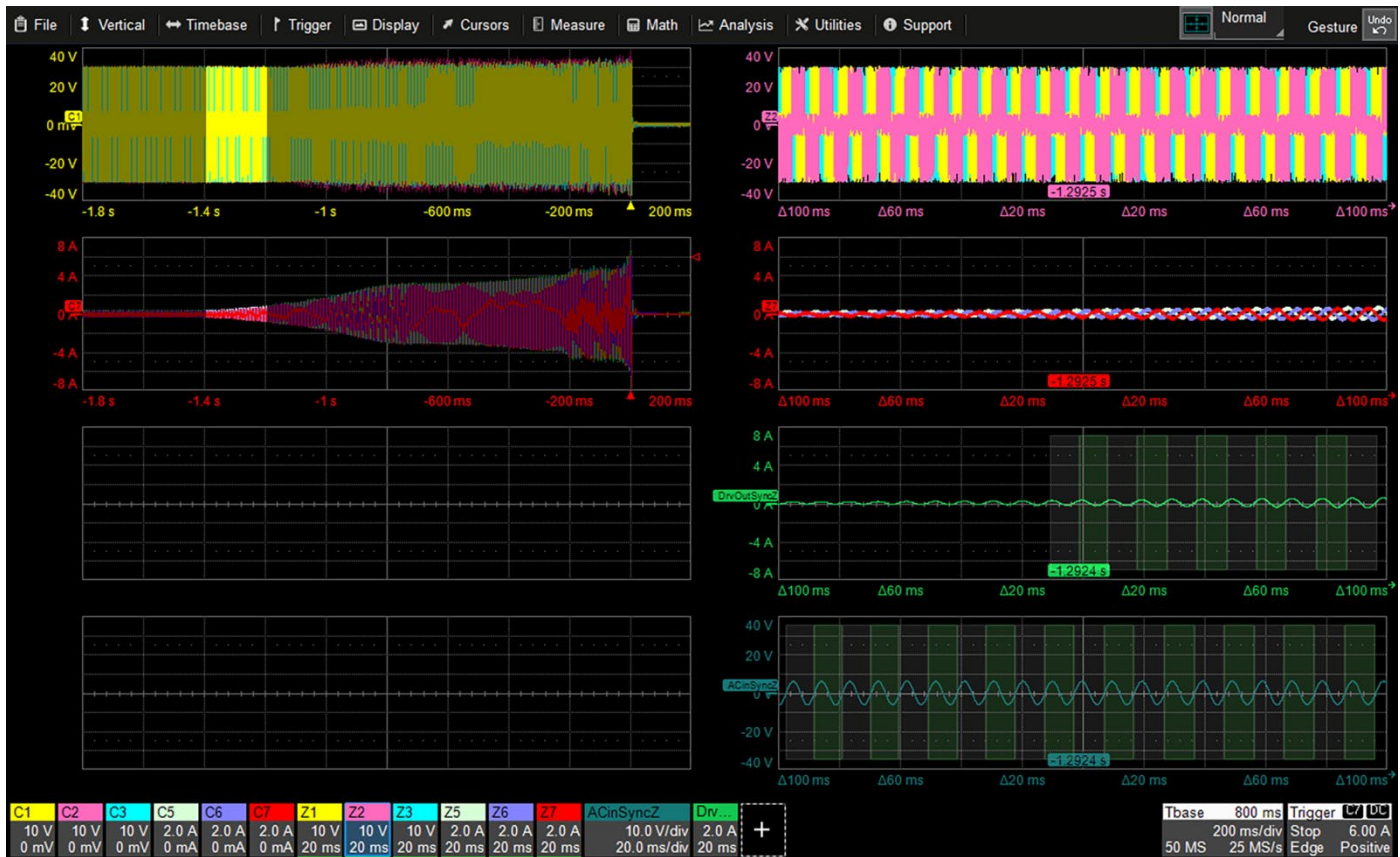 File Vertical Timebase Trigger Display Cursors Measure Math Analysis Utilities Support Normal Gesture Undo
40 V
20 V
C1
0 mV
-20 V
-40 V
-1.8 s -1.4 s -1 s -600 ms -200 ms 200 ms
40 V
20 V
Z2
0 V
-20 V
-1.2925 s
-40 V
Δ100 ms Δ60 ms Δ20 ms Δ20 ms Δ60 ms Δ100 ms
8 A
4 A
C7
0 A
-4 A
-8 A
-1.8 s -1.4 s -1 s -600 ms -200 ms 200 ms
8 A
4 A
Z7
0 A
-4 A
-1.2925 s
-8 A
Δ100 ms Δ60 ms Δ20 ms Δ20 ms Δ60 ms Δ100 ms
8 A
4 A
DrvOutSyncZ
0 A
-4 A
-1.2924 s
-8 A
Δ100 ms Δ60 ms Δ20 ms Δ20 ms Δ60 ms Δ100 ms
40 V
20 V
ACinSyncZ
0 V
-20 V
-1.2924 s
-40 V
Δ100 ms Δ60 ms Δ20 ms Δ20 ms Δ60 ms Δ100 ms
C1 C2 C3 C5 C6 C7 Z1 Z2 Z3 Z5 Z6 Z7 ACinSyncZ Drv... Tbase 800 ms Trigger C7 DC
10 V 10 V 10 V 2.0 A 2.0 A 2.0 A 10 V 10 V 10 V 2.0 A 2.0 A 2.0 A 10.0 V/div 2.0 A + 200 ms/div Stop 6.00 A
0 mV 0 mV 0 mV 0 mA 0 mA 0 mA 20 ms 20 ms 20 ms 20 ms 20 ms 20 ms 20.0 ms/div 20 ms 50 MS 25 MS/s Edge Positive